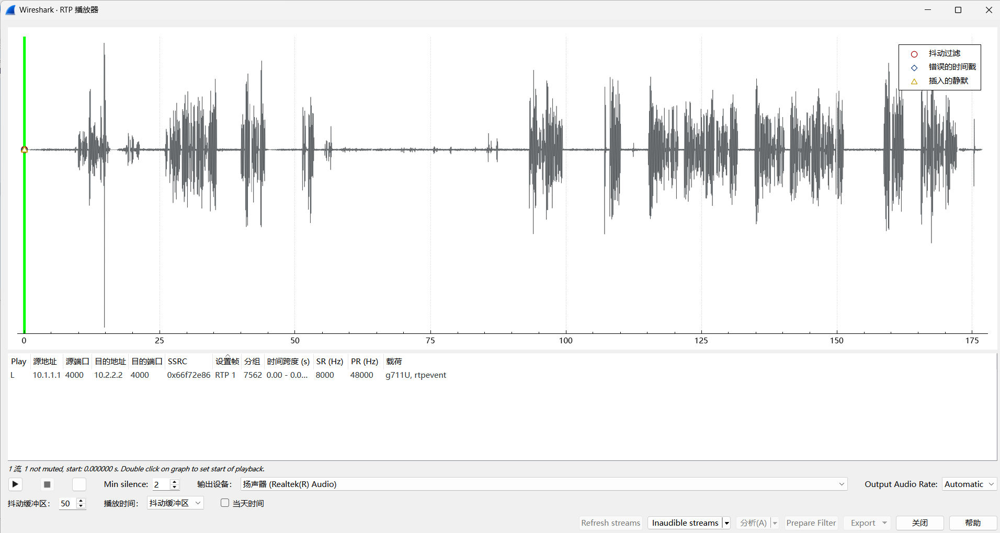 Wireshark · RTP 播放器
抖动过滤
错误的时间戳
插入的静默
0 25 50 75 100 125 150 175
Play 源地址 源端口 目的地址 目的端口 SSRC 设置帧 分组 时间跨度 (s) SR (Hz) PR (Hz) 载荷
L 10.1.1.1 4000 10.2.2.2 4000 0x66f72e86 RTP 1 7562 0.00 - 0.0... 8000 48000 g711U, rtpevent
1 流, 1 not muted, start: 0.000000 s. Double click on graph to set start of playback.
Min silence: 2 输出设备: 扬声器 (Realtek(R) Audio) Output Audio Rate: Automatic
抖动缓冲区: 50 播放时间: 抖动缓冲区 当天时间
Refresh streams Inaudible streams 分析(A) Prepare Filter Export 关闭 帮助